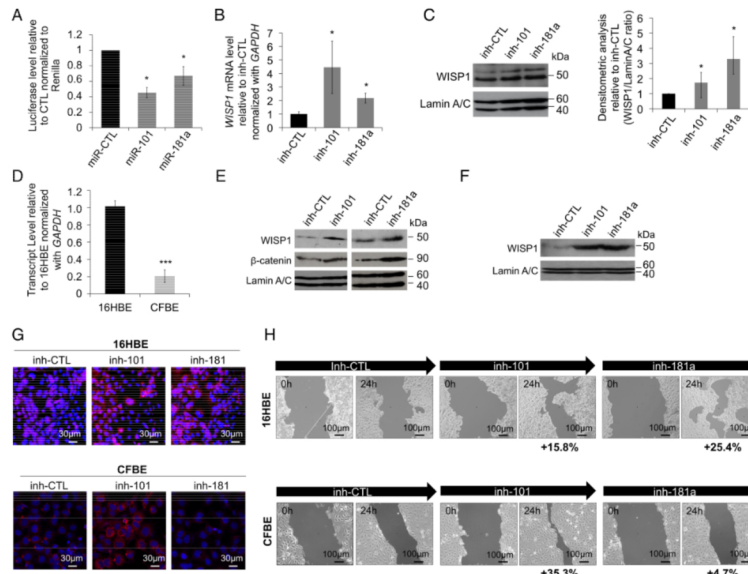 A
Luciferase level relative
to CTL normalized to
Renilla
1.2
1
0.8
0.6
0.4
0.2
0
*
*
miR-CTL
miR-101
miR-181a
B
WISP1 mRNA level
relative to inh-CTL
normalized with GAPDH
7
6
5
4
3
2
1
0
*
*
inh-CTL
inh-101
inh-181a
C
inh-CTL
inh-101
inh-181a
kDa
WISP1
50
Lamin A/C
60
40
Densitometric analysis
relative to inh-CTL
(WISP1/LaminA/C ratio)
6
5
4
3
2
1
0
*
*
inh-CTL
inh-101
inh-181a
D
Transcript Level relative
to 16HBE normalized
with GAPDH
1.2
1
0.8
0.6
0.4
0.2
0
***
16HBE
CFBE
E
inh-CTL
inh-101
inh-CTL
inh-181a
kDa
WISP1
50
β-catenin
90
Lamin A/C
60
40
F
inh-CTL
inh-101
inh-181a
kDa
WISP1
50
Lamin A/C
60
40
G
16HBE
inh-CTL inh-101 inh-181
30µm 30µm 30µm
CFBE
inh-CTL inh-101 inh-181
30µm 30µm 30µm
H
Inh-CTL inh-101 inh-181a
16HBE
0h 24h 0h 24h 0h 24h
100µm 100µm 100µm 100µm 100µm 100µm
+15.8% +25.4%
Inh-CTL inh-101 inh-181a
CFBE
0h 24h 0h 24h 0h 24h
100µm 100µm 100µm 100µm 100µm 100µm
+35.3% +4.7%